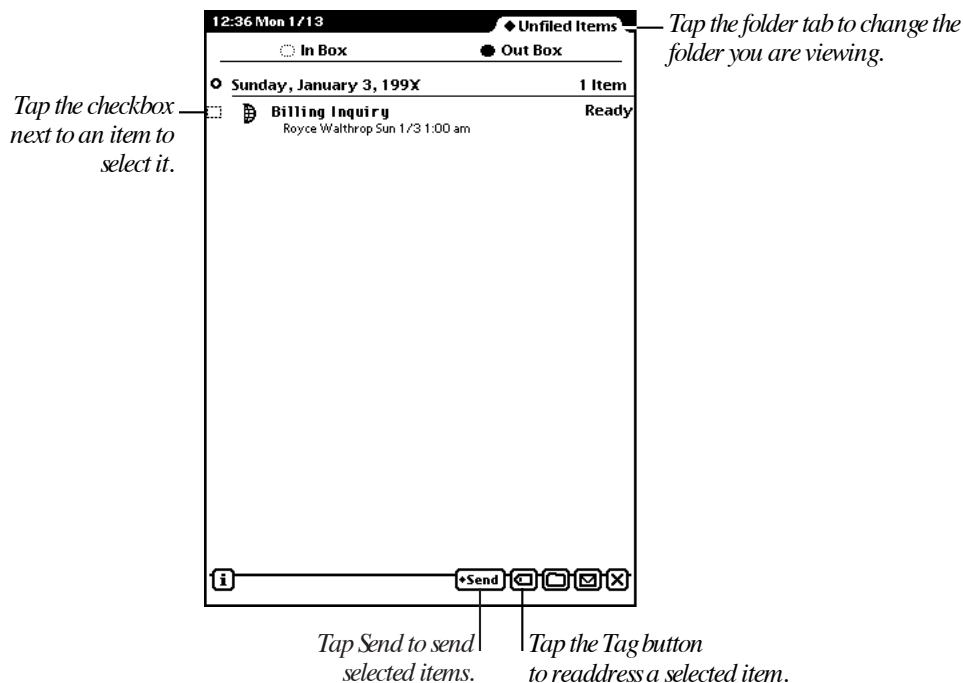 12:36 Mon 1/13
◆Unfiled Items
Tap the folder tab to change the
folder you are viewing.
In Box
Out Box
Sunday, January 3, 199X
1 Item
Tap the checkbox
next to an item to
select it.
Billing Inquiry
Ready
Royce Walthrop Sun 1/3 1:00 am
i
◆Send
X
Tap Send to send
selected items.
Tap the Tag button
to readdress a selected item.